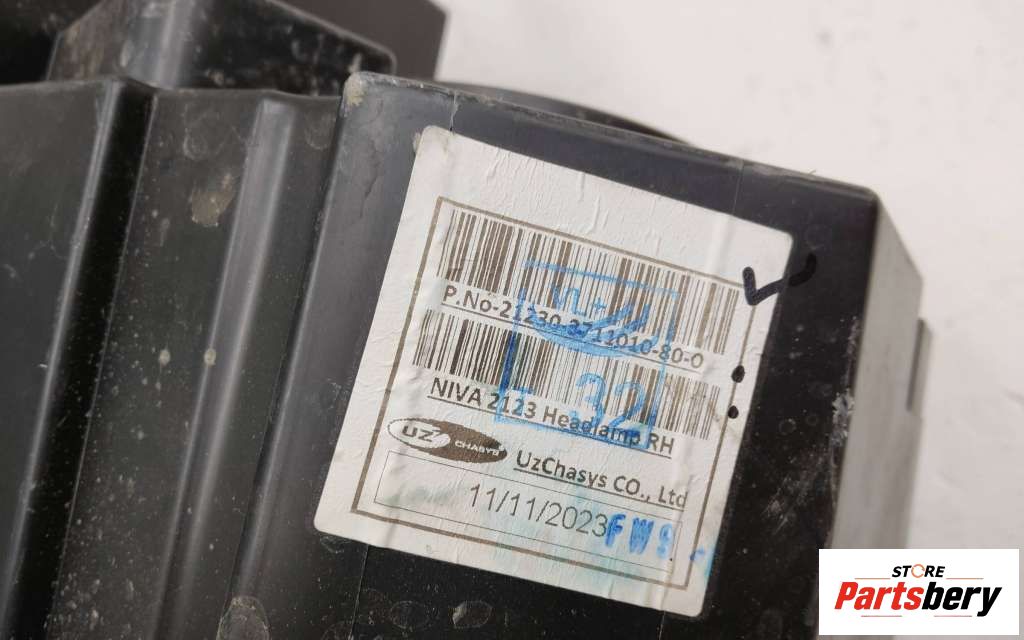 P.No-21230-3711010-80-O
NIVA 2123 Headlamp RH
UZ CHASYS
UzChasys CO., Ltd
11/11/2023
32
STORE
Partsbery